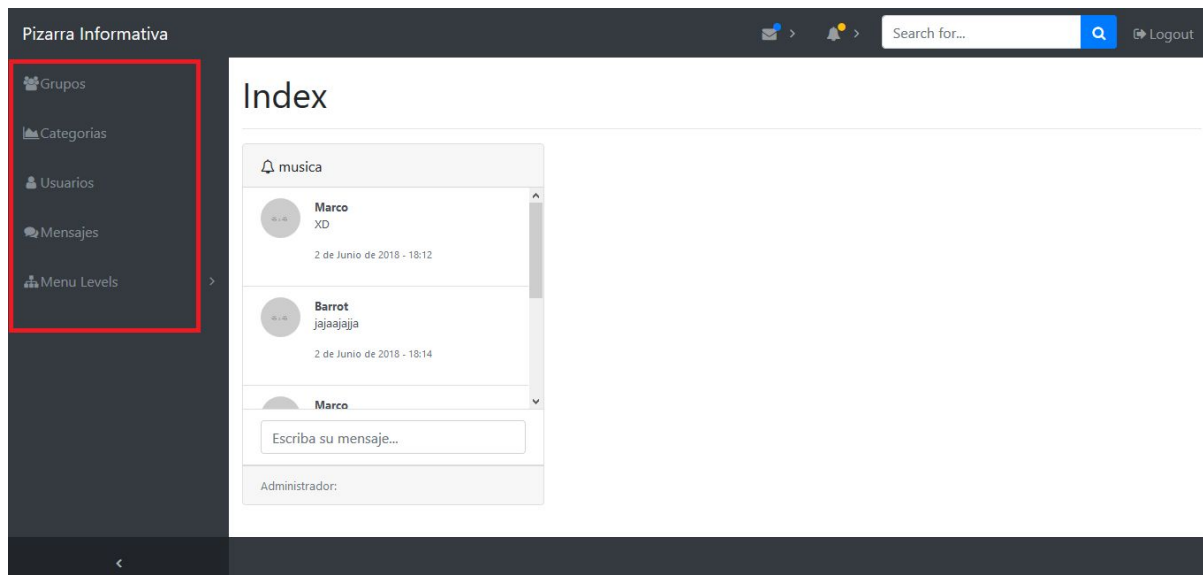 Pizarra Informativa
Search for...
Logout
Grupos
Categorias
Usuarios
Mensajes
Menu Levels
Index
musica
Marco
XD
2 de Junio de 2018 - 18:12
Barrot
jajaajajja
2 de Junio de 2018 - 18:14
Marco
Escriba su mensaje...
Administrador: